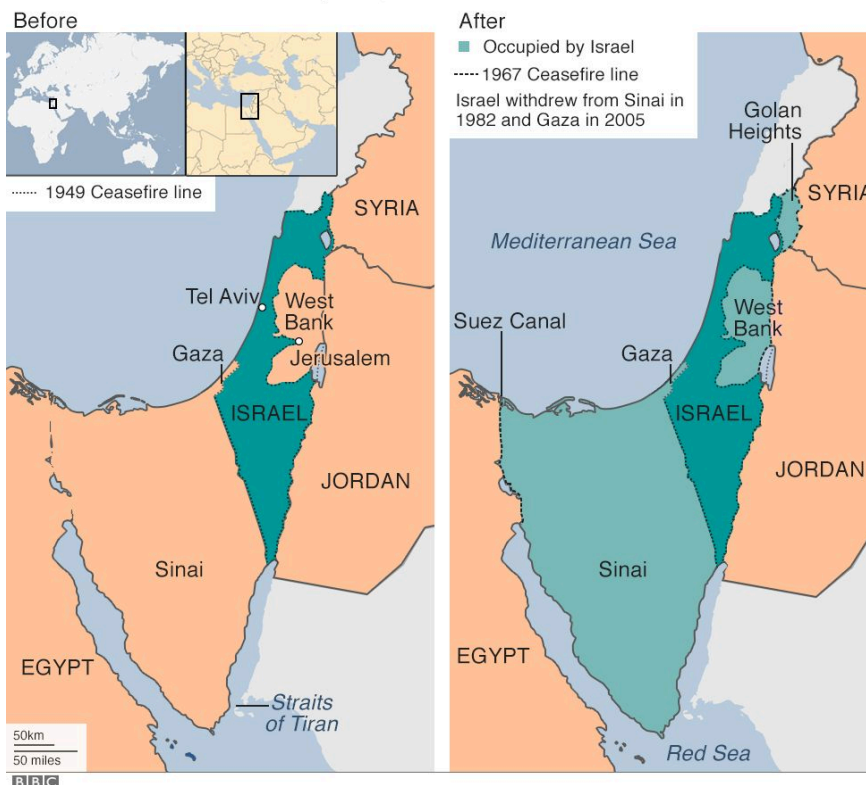 Before
1949 Ceasefire line
SYRIA
Tel Aviv
West
Bank
Gaza
Jerusalem
ISRAEL
JORDAN
Sinai
EGYPT
Straits
of Tiran
50km
50 miles
BBC
After
Occupied by Israel
1967 Ceasefire line
Israel withdrew from Sinai in
1982 and Gaza in 2005
Golan
Heights
SYRIA
Mediterranean Sea
Suez Canal
West
Bank
Gaza
ISRAEL
JORDAN
Sinai
EGYPT
Red Sea